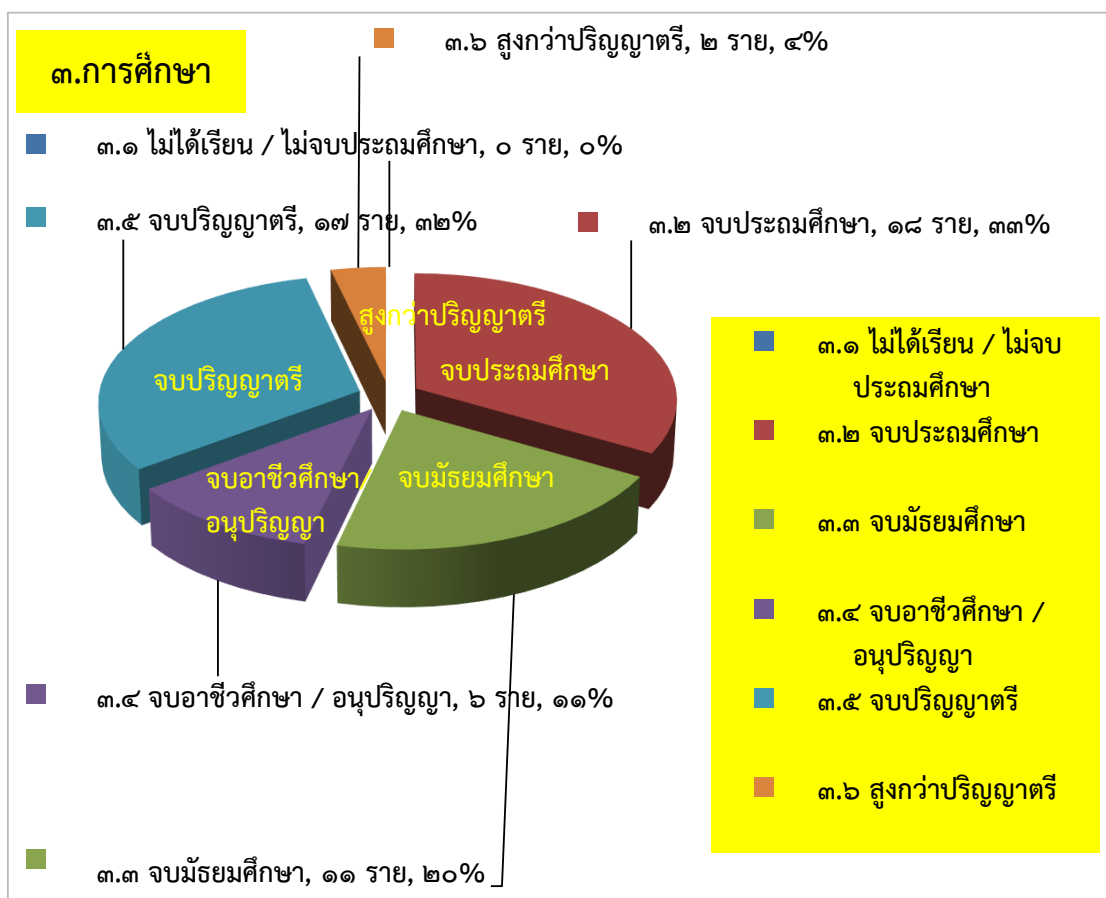 ๓.๖ สูงกว่าปริญญาตรี, ๒ ราย, ๔%
๓.การศึกษา
๓.๑ ไม่ได้เรียน / ไม่จบประถมศึกษา, ๐ ราย, ๐%
๓.๕ จบปริญญาตรี, ๑๗ ราย, ๓๒%
๓.๒ จบประถมศึกษา, ๑๘ ราย, ๓๓%
สูงกว่าปริญญาตรี
จบปริญญาตรี
จบประถมศึกษา
จบอาชีวศึกษา/
อนุปริญญา
จบมัธยมศึกษา
๓.๔ จบอาชีวศึกษา / อนุปริญญา, ๖ ราย, ๑๑%
๓.๓ จบมัธยมศึกษา, ๑๑ ราย, ๒๐%
๓.๑ ไม่ได้เรียน / ไม่จบ
ประถมศึกษา
๓.๒ จบประถมศึกษา
๓.๓ จบมัธยมศึกษา
๓.๔ จบอาชีวศึกษา /
อนุปริญญา
๓.๕ จบปริญญาตรี
๓.๖ สูงกว่าปริญญาตรี